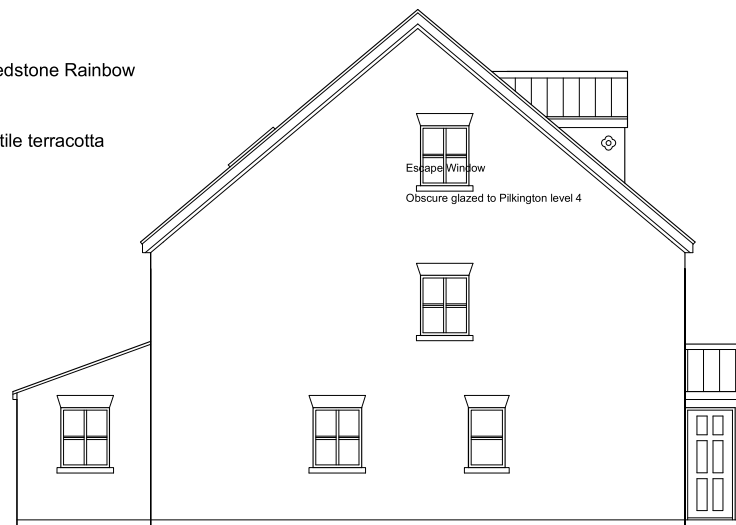 edstone Rainbow
tile terracotta
Escape Window
Obscure glazed to Pilkington level 4